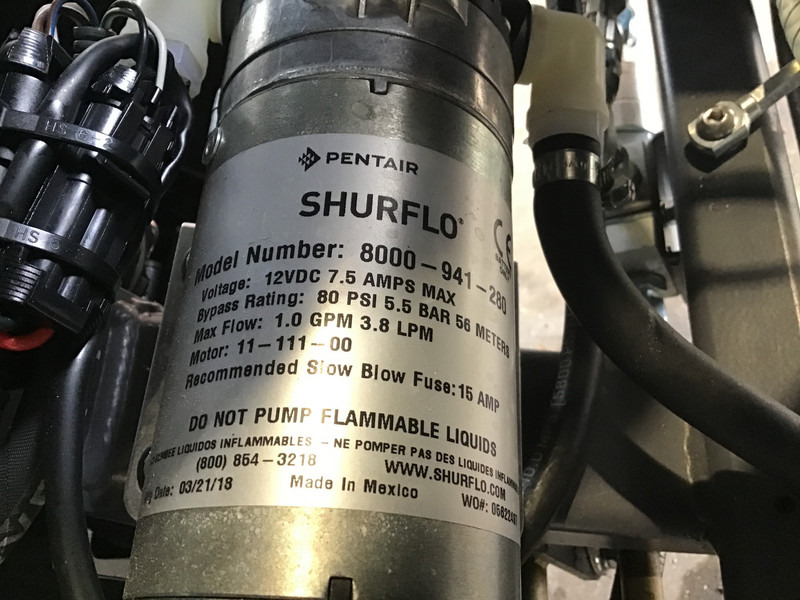 PENTAIR
SHURFLO®
CE
Model Number: 8000-941-280
Voltage: 12VDC 7.5 AMPS MAX
Bypass Rating: 80 PSI 5.5 BAR 56 METERS
Max Flow: 1.0 GPM 3.8 LPM
Motor: 11-111-00
Recommended Slow Blow Fuse: 15 AMP
DO NOT PUMP FLAMMABLE LIQUIDS
LIQUIDOS INFLAMMABLES - NE POMPER PAS DES LIQUIDES
(800) 854-3218 WWW.SHURFLO.COM
Date: 03/21/18 Made In Mexico WO#:
HS
HS